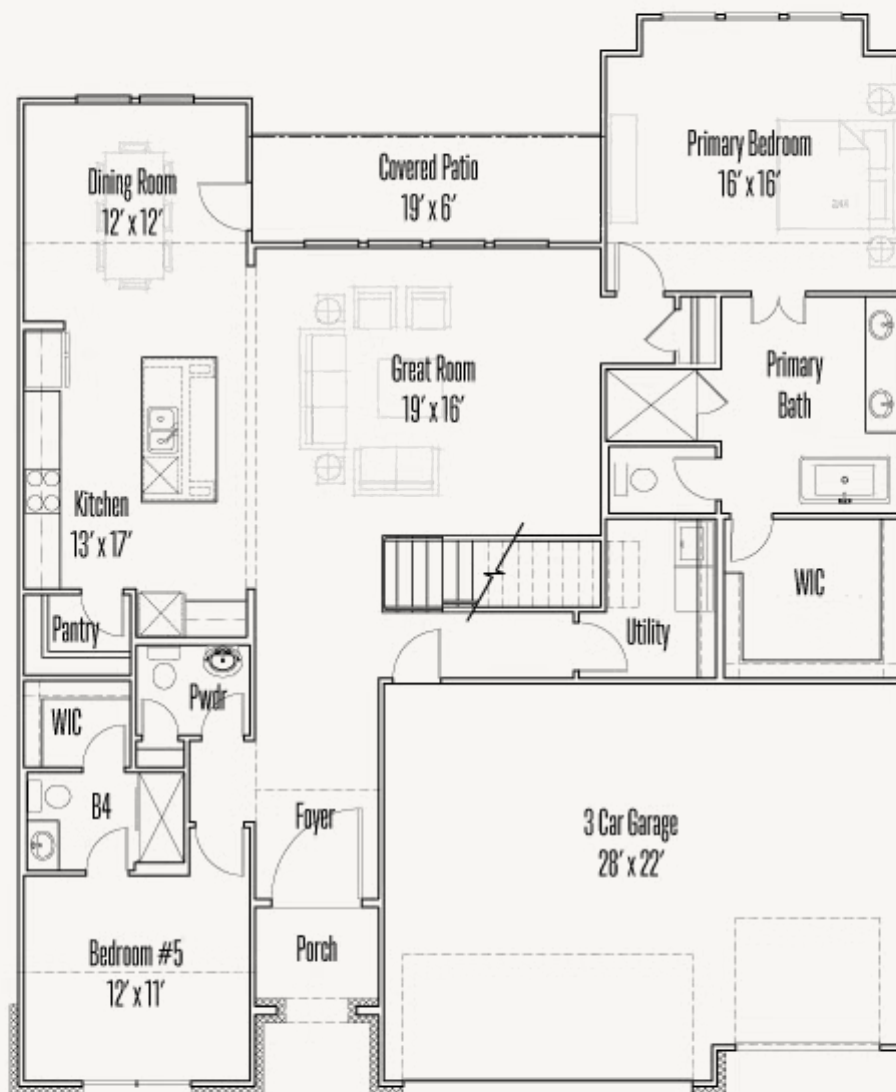 Primary Bedroom
16' x 16'
Covered Patio
19' x 6'
Dining Room
12' x 12'
Great Room
19' x 16'
Primary
Bath
Kitchen
13' x 17'
WIC
Utility
Pantry
Pwdr
WIC
B4
Foyer
3 Car Garage
28' x 22'
Porch
Bedroom #5
12' x 11'